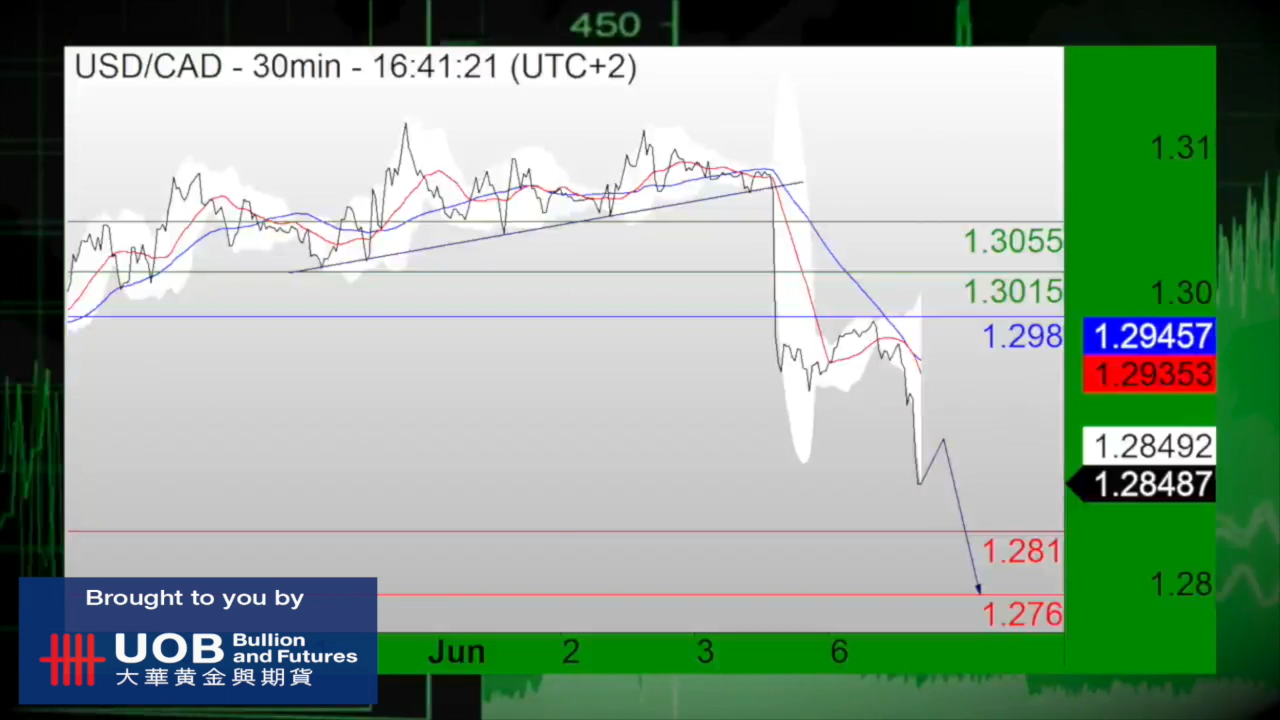 450
USD/CAD - 30min - 16:41:21 (UTC+2)
1.31
1.3055
1.3015
1.30
1.298
1.29457
1.29353
1.28492
1.28487
1.281
1.28
1.276
Jun
2
3
6
Brought to you by
UOB Bullion
and Futures
大華黄金興期貨